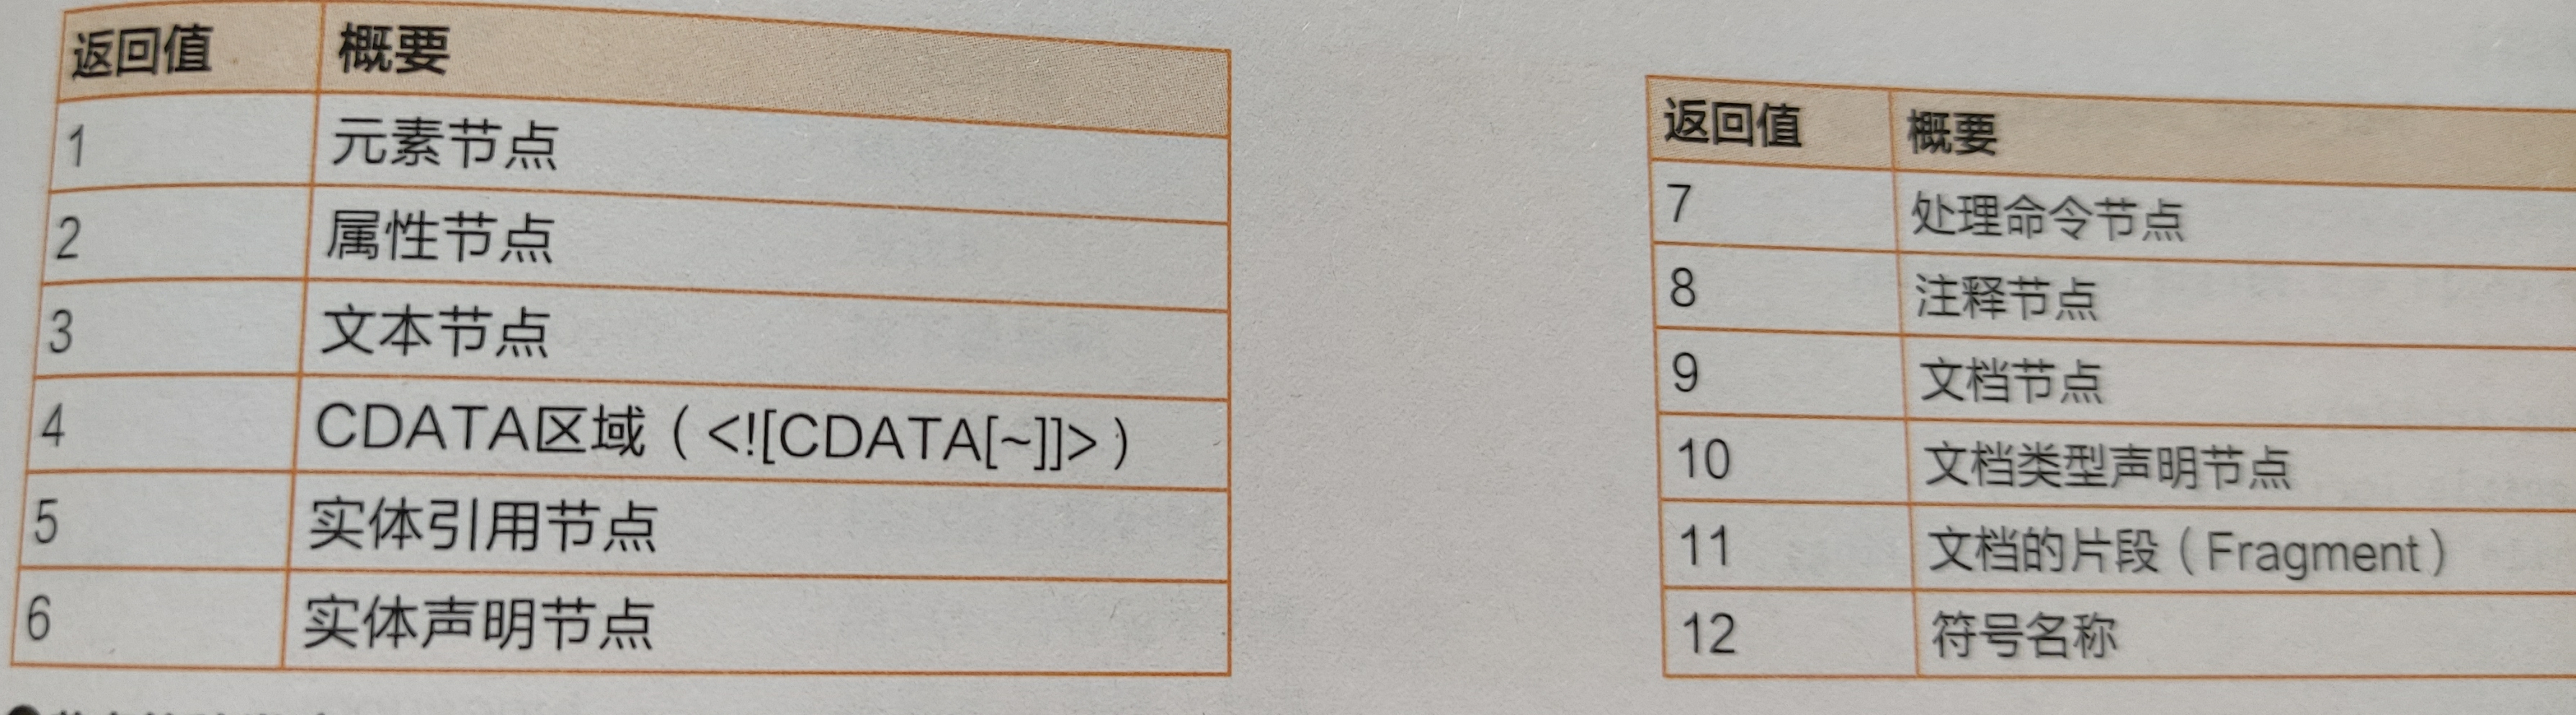 返回值 概要
1 元素节点
2 属性节点
3 文本节点
4 CDATA区域（<![CDATA[~]]>）
5 实体引用节点
6 实体声明节点
返回值 概要
7 处理命令节点
8 注释节点
9 文档节点
10 文档类型声明节点
11 文档的片段（Fragment）
12 符号名称